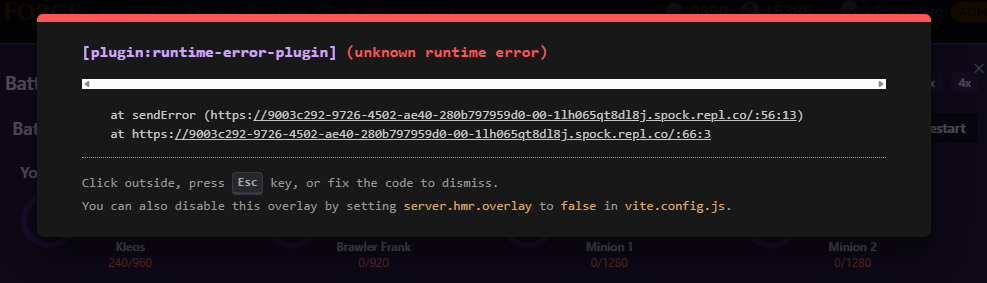 FORGE
9590
15385
ForgeHero
[plugin:runtime-error-plugin] (unknown runtime error)
Batt
x
4x
at sendError (https://9003c292-9726-4502-ae40-280b797959d0-00-1lh065qt8dl8j.spock.repl.co/:56:13)
at https://9003c292-9726-4502-ae40-280b797959d0-00-1lh065qt8dl8j.spock.repl.co/:66:3
Bat
estart
Yo
Click outside, press Esc key, or fix the code to dismiss.
You can also disable this overlay by setting server.hmr.overlay to false in vite.config.js.
Kleos
Brawler Frank
Minion 1
Minion 2
240/960
0/920
0/1280
0/1280